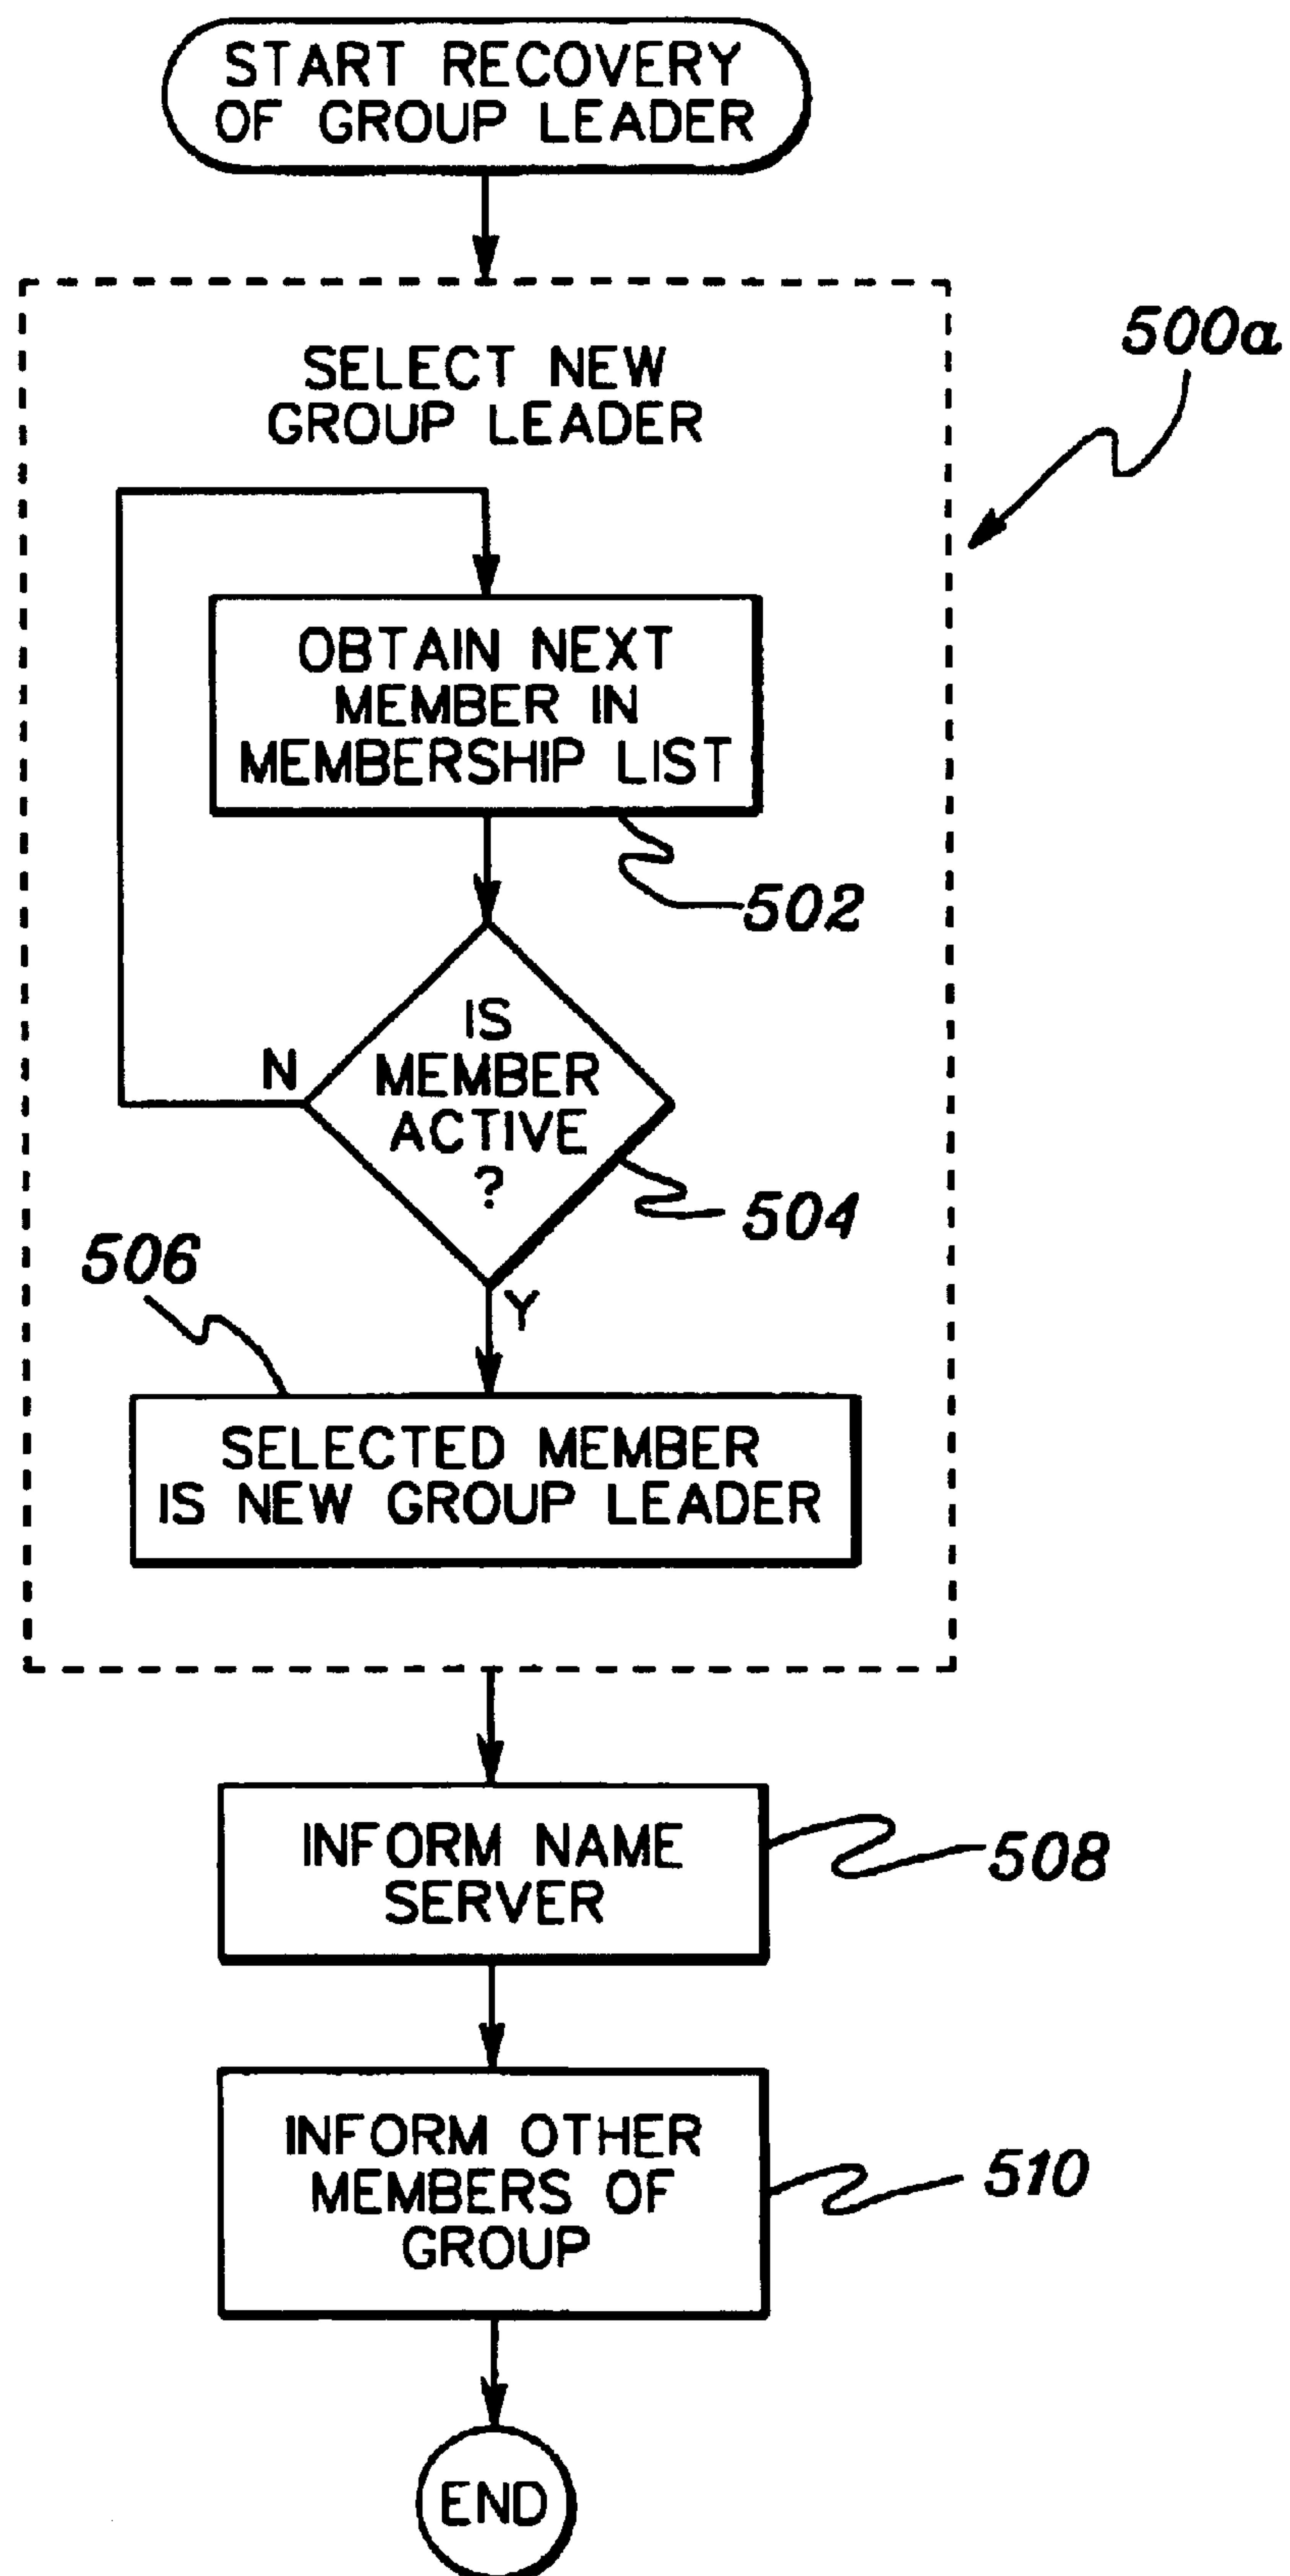 START RECOVERY
OF GROUP LEADER
500a
SELECT NEW
GROUP LEADER
OBTAIN NEXT
MEMBER IN
MEMBERSHIP LIST
502
IS
MEMBER
ACTIVE
?
N
504
Y
506
SELECTED MEMBER
IS NEW GROUP LEADER
INFORM NAME
SERVER
508
INFORM OTHER
MEMBERS OF
GROUP
510
END